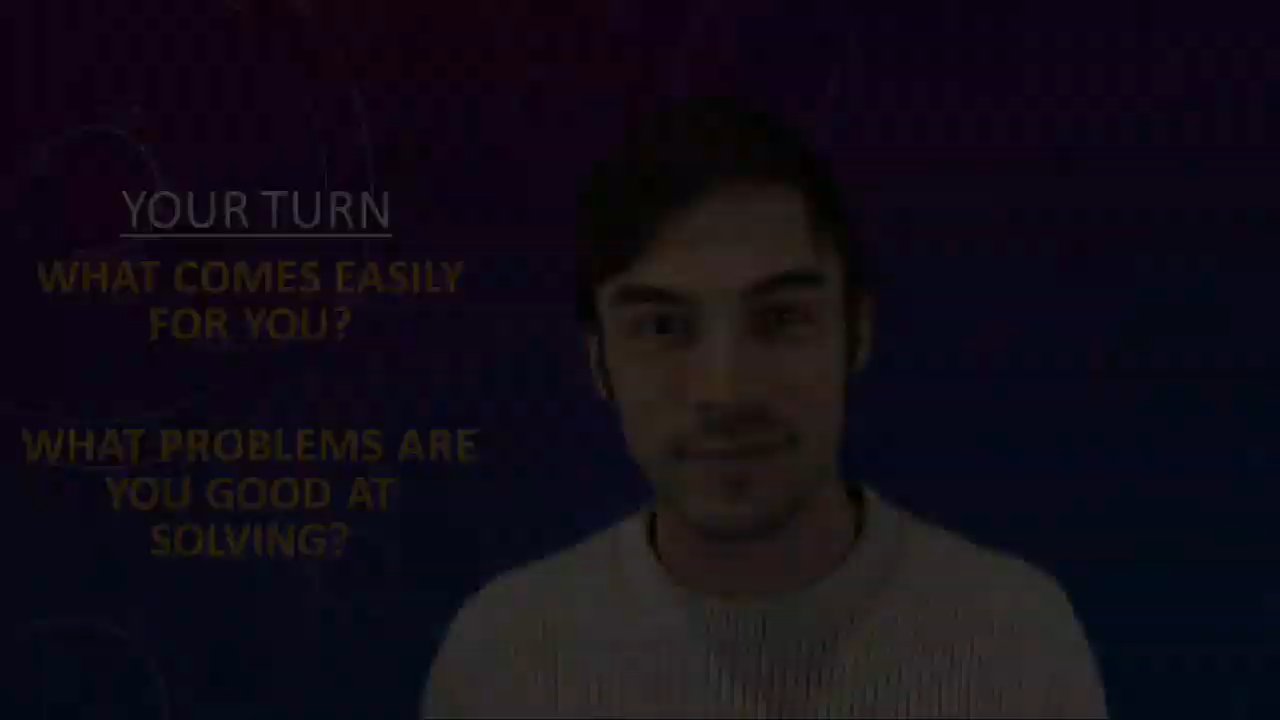 YOUR TURN
WHAT COMES EASILY
FOR YOU?
WHAT PROBLEMS ARE
YOU GOOD AT
SOLVING?